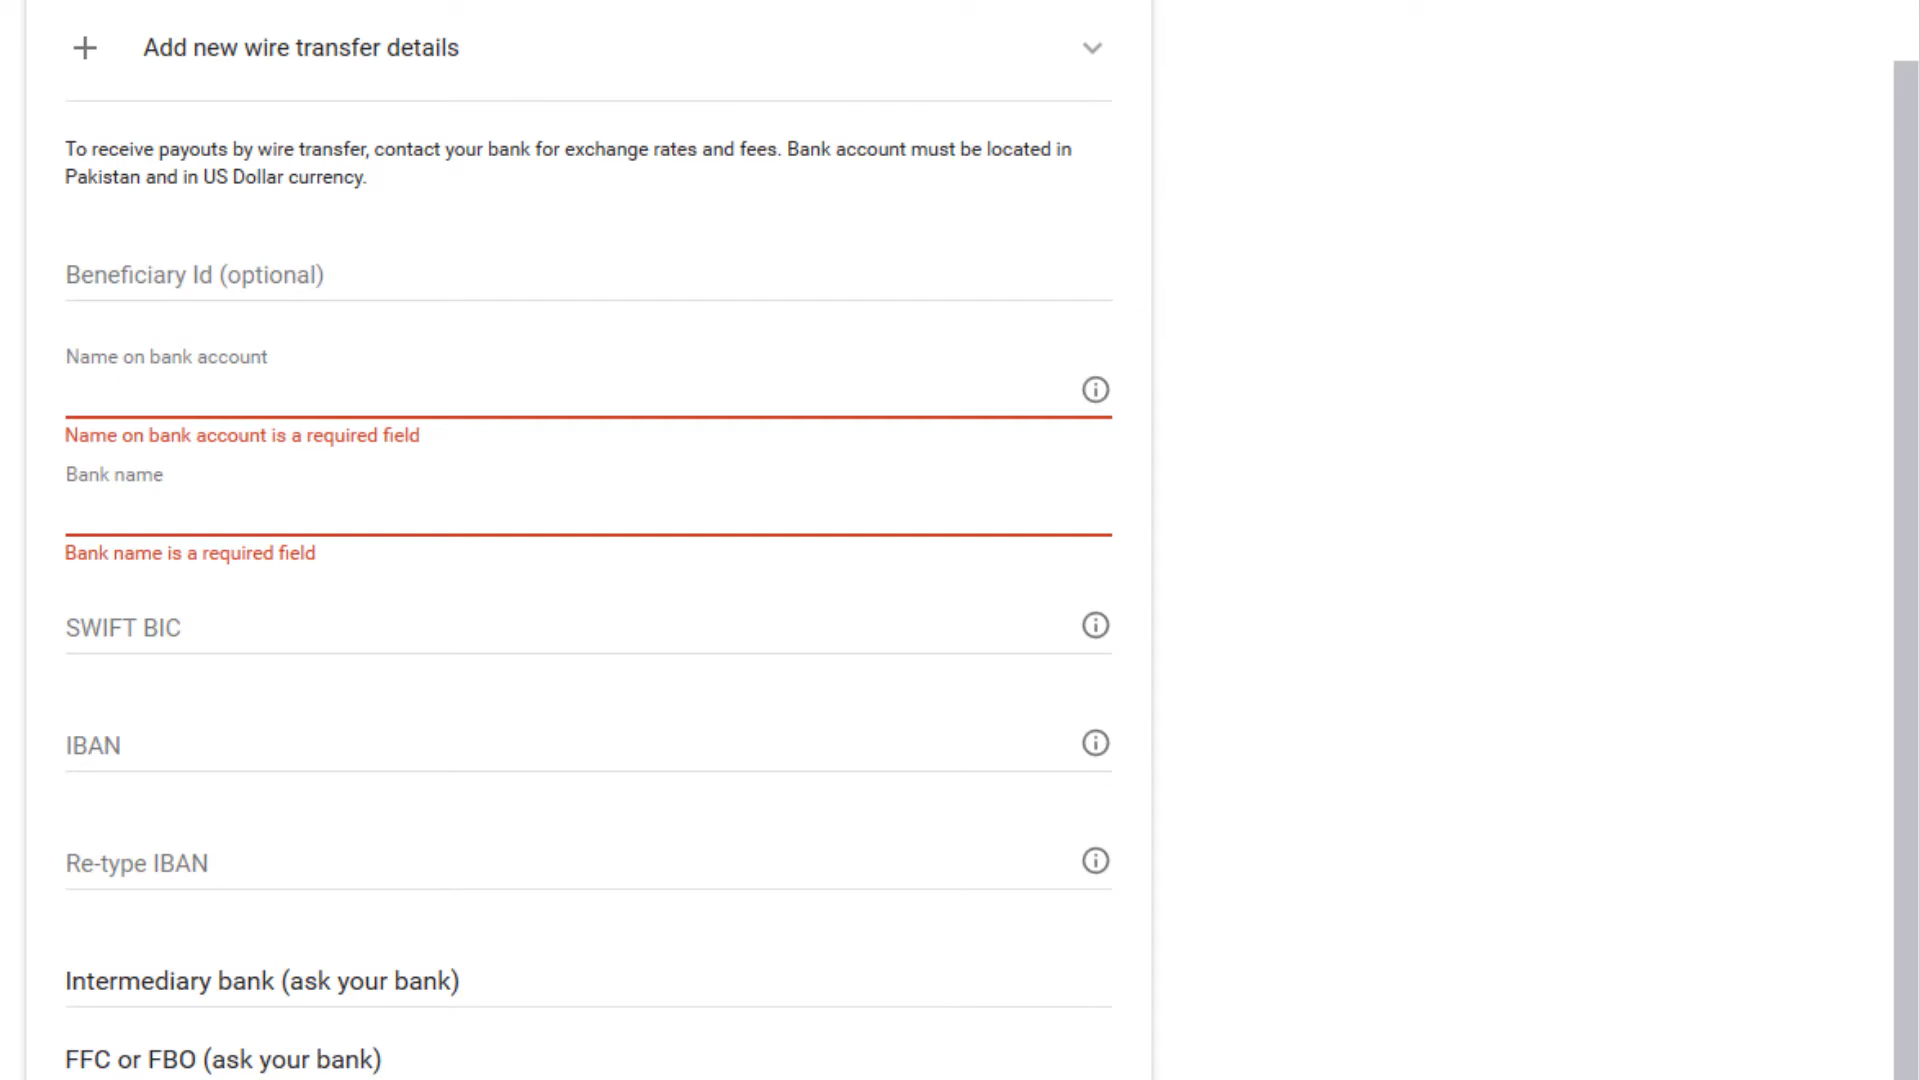 Add new wire transfer details
To receive payouts by wire transfer, contact your bank for exchange rates and fees. Bank account must be located in
Pakistan and in US Dollar currency.
Beneficiary Id (optional)
Name on bank account
Name on bank account is a required field
Bank name
Bank name is a required field
SWIFT BIC
IBAN
Re-type IBAN
Intermediary bank (ask your bank)
FFC or FBO (ask your bank)